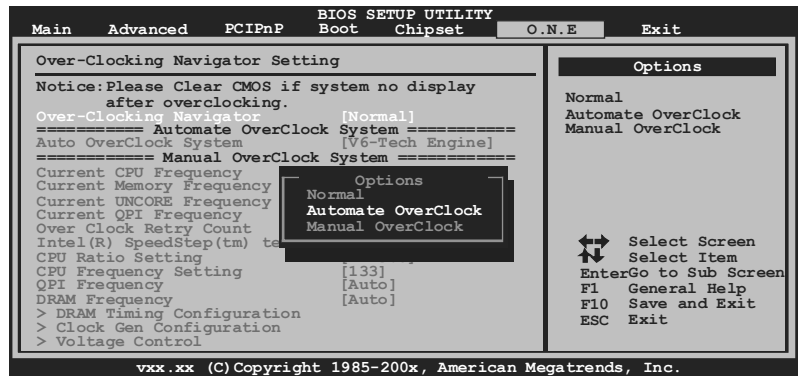 BIOS SETUP UTILITY
Main Advanced PCIPnP Boot Chipset O.N.E Exit
Over-Clocking Navigator Setting
Notice:Please Clear CMOS if system no display
after overclocking.
Over-Clocking Navigator [Normal]
=========== Automate OverClock System ===========
Auto OverClock System [V6-Tech Engine]
=========== Manual OverClock System ===========
Current CPU Frequency
Current Memory Frequency
Current UNCORE Frequency
Current QPI Frequency
Over Clock Retry Count
Intel(R) SpeedStep(tm) te
CPU Ratio Setting
CPU Frequency Setting [133]
QPI Frequency [Auto]
DRAM Frequency [Auto]
> DRAM Timing Configuration
> Clock Gen Configuration
> Voltage Control
Options
Normal
Automate OverClock
Manual OverClock
Options
Normal
Automate OverClock
Manual OverClock
Select Screen
Select Item
Enter Go to Sub Screen
F1 General Help
F10 Save and Exit
ESC Exit
vxx.xx (C)Copyright 1985-200x, American Megatrends, Inc.